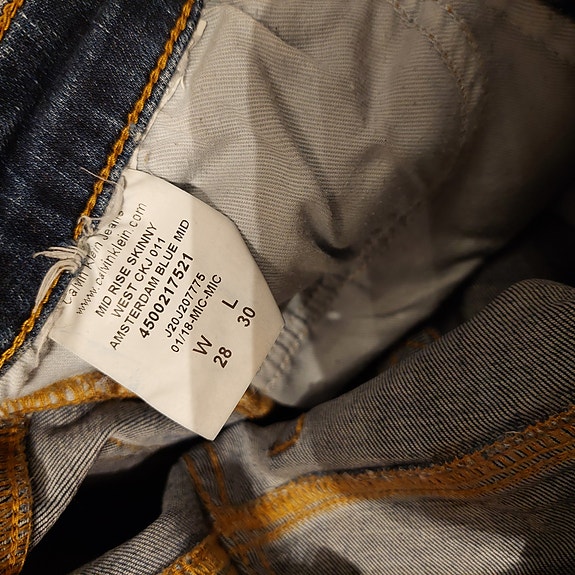 Calvin Klein Jeans
www.calvinklein.com
MID RISE SKINNY
WEST CKJ 011
AMSTERDAM BLUE MID
4500217521
J20J207775
01/18-MIC-MIC
W L
28 30